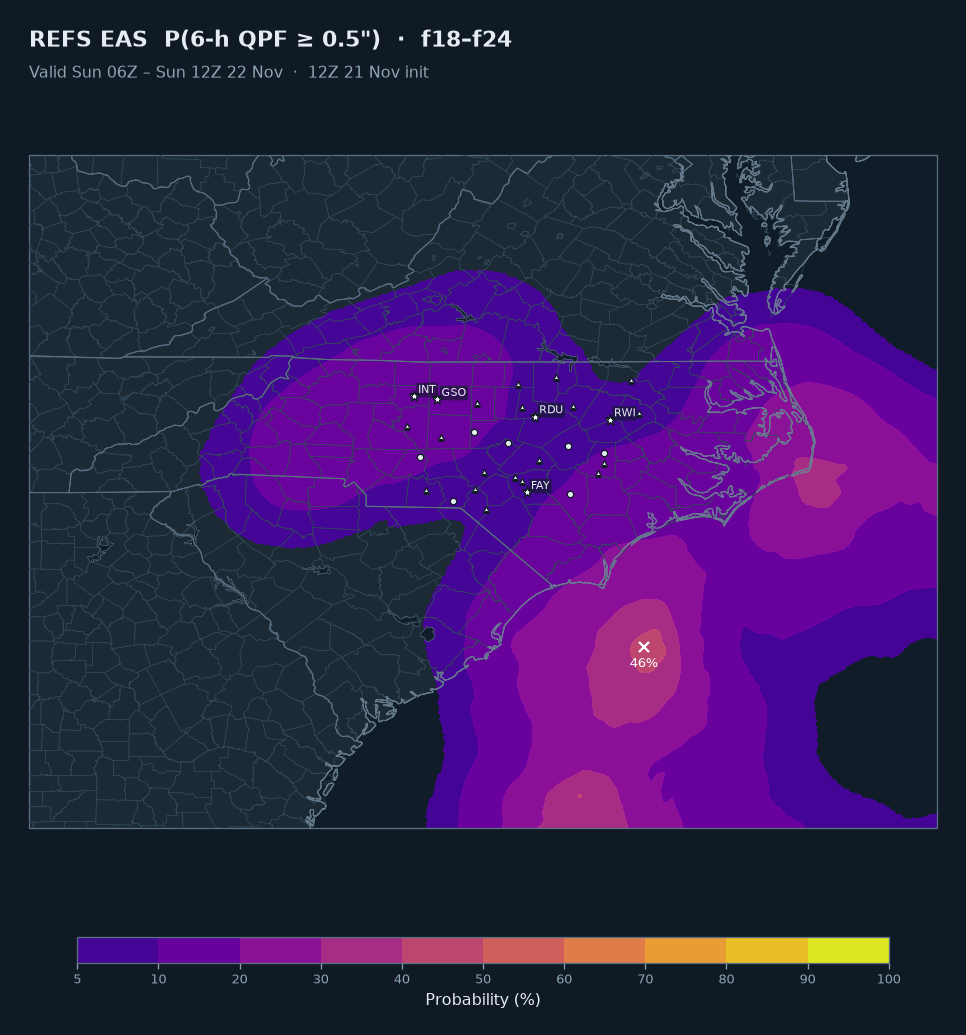 REFS EAS  P(6-h QPF ≥ 0.5")  ·  f18–f24
Valid Sun 06Z – Sun 12Z 22 Nov  ·  12Z 21 Nov init
INT
GSO
RDU
RWI
FAY
46%
5 10 20 30 40 50 60 70 80 90 100
Probability (%)